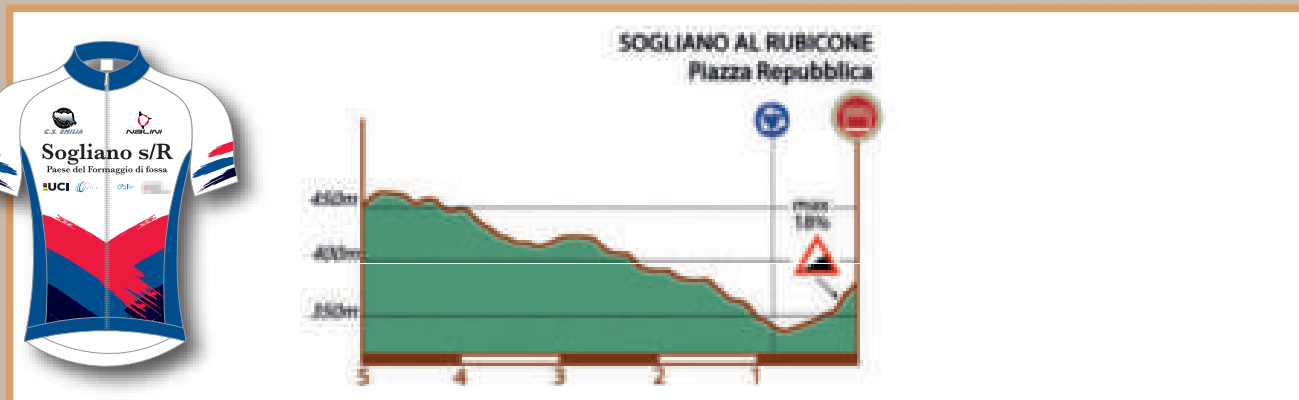 C.S. EMILIA
NALINI
Sogliano s/R
Paese del Formaggio di fossa
UCI
SOGLIANO AL RUBICONE
Piazza Repubblica
450m
400m
350m
max
18%
5 4 3 2 1